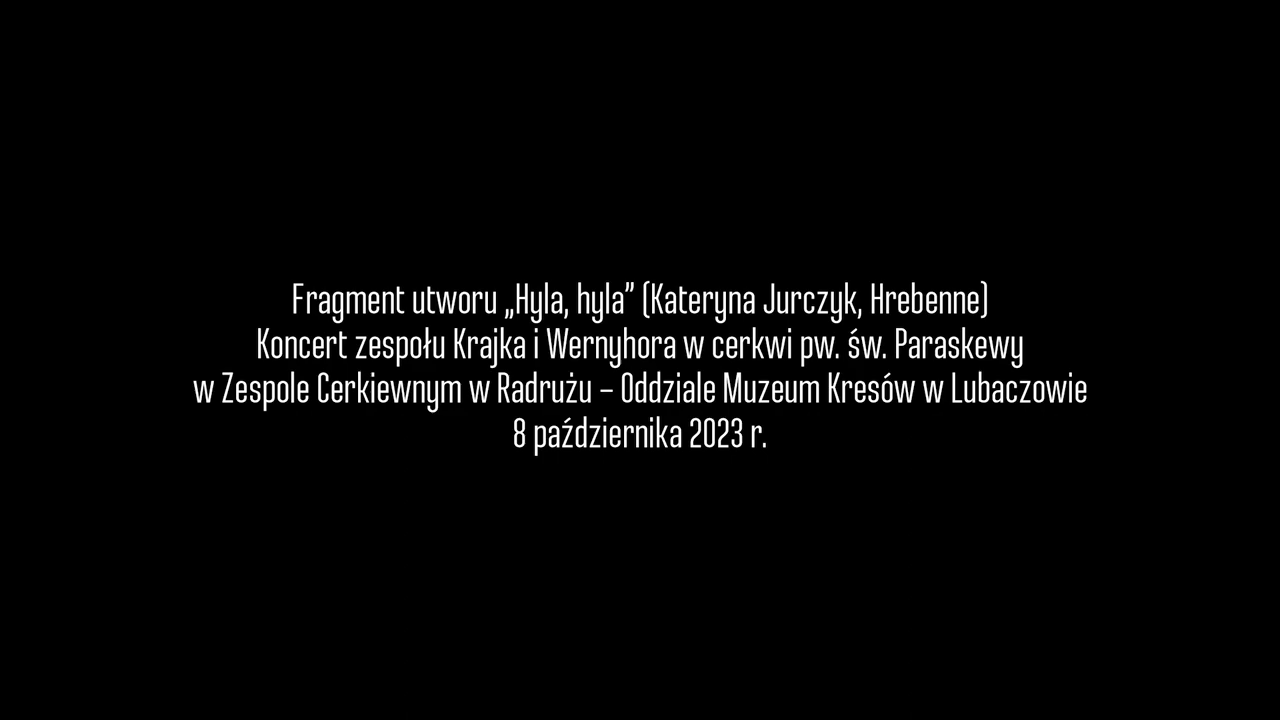 Fragment utworu „Hyla, hyla” (Kateryna Jurczyk, Hrebenne)
Koncert zespołu Krajka i Wernyhora w cerkwi pw. św. Paraskewy
w Zespole Cerkiewnym w Radrużu – Oddziale Muzeum Kresów w Lubaczowie
8 października 2023 r.